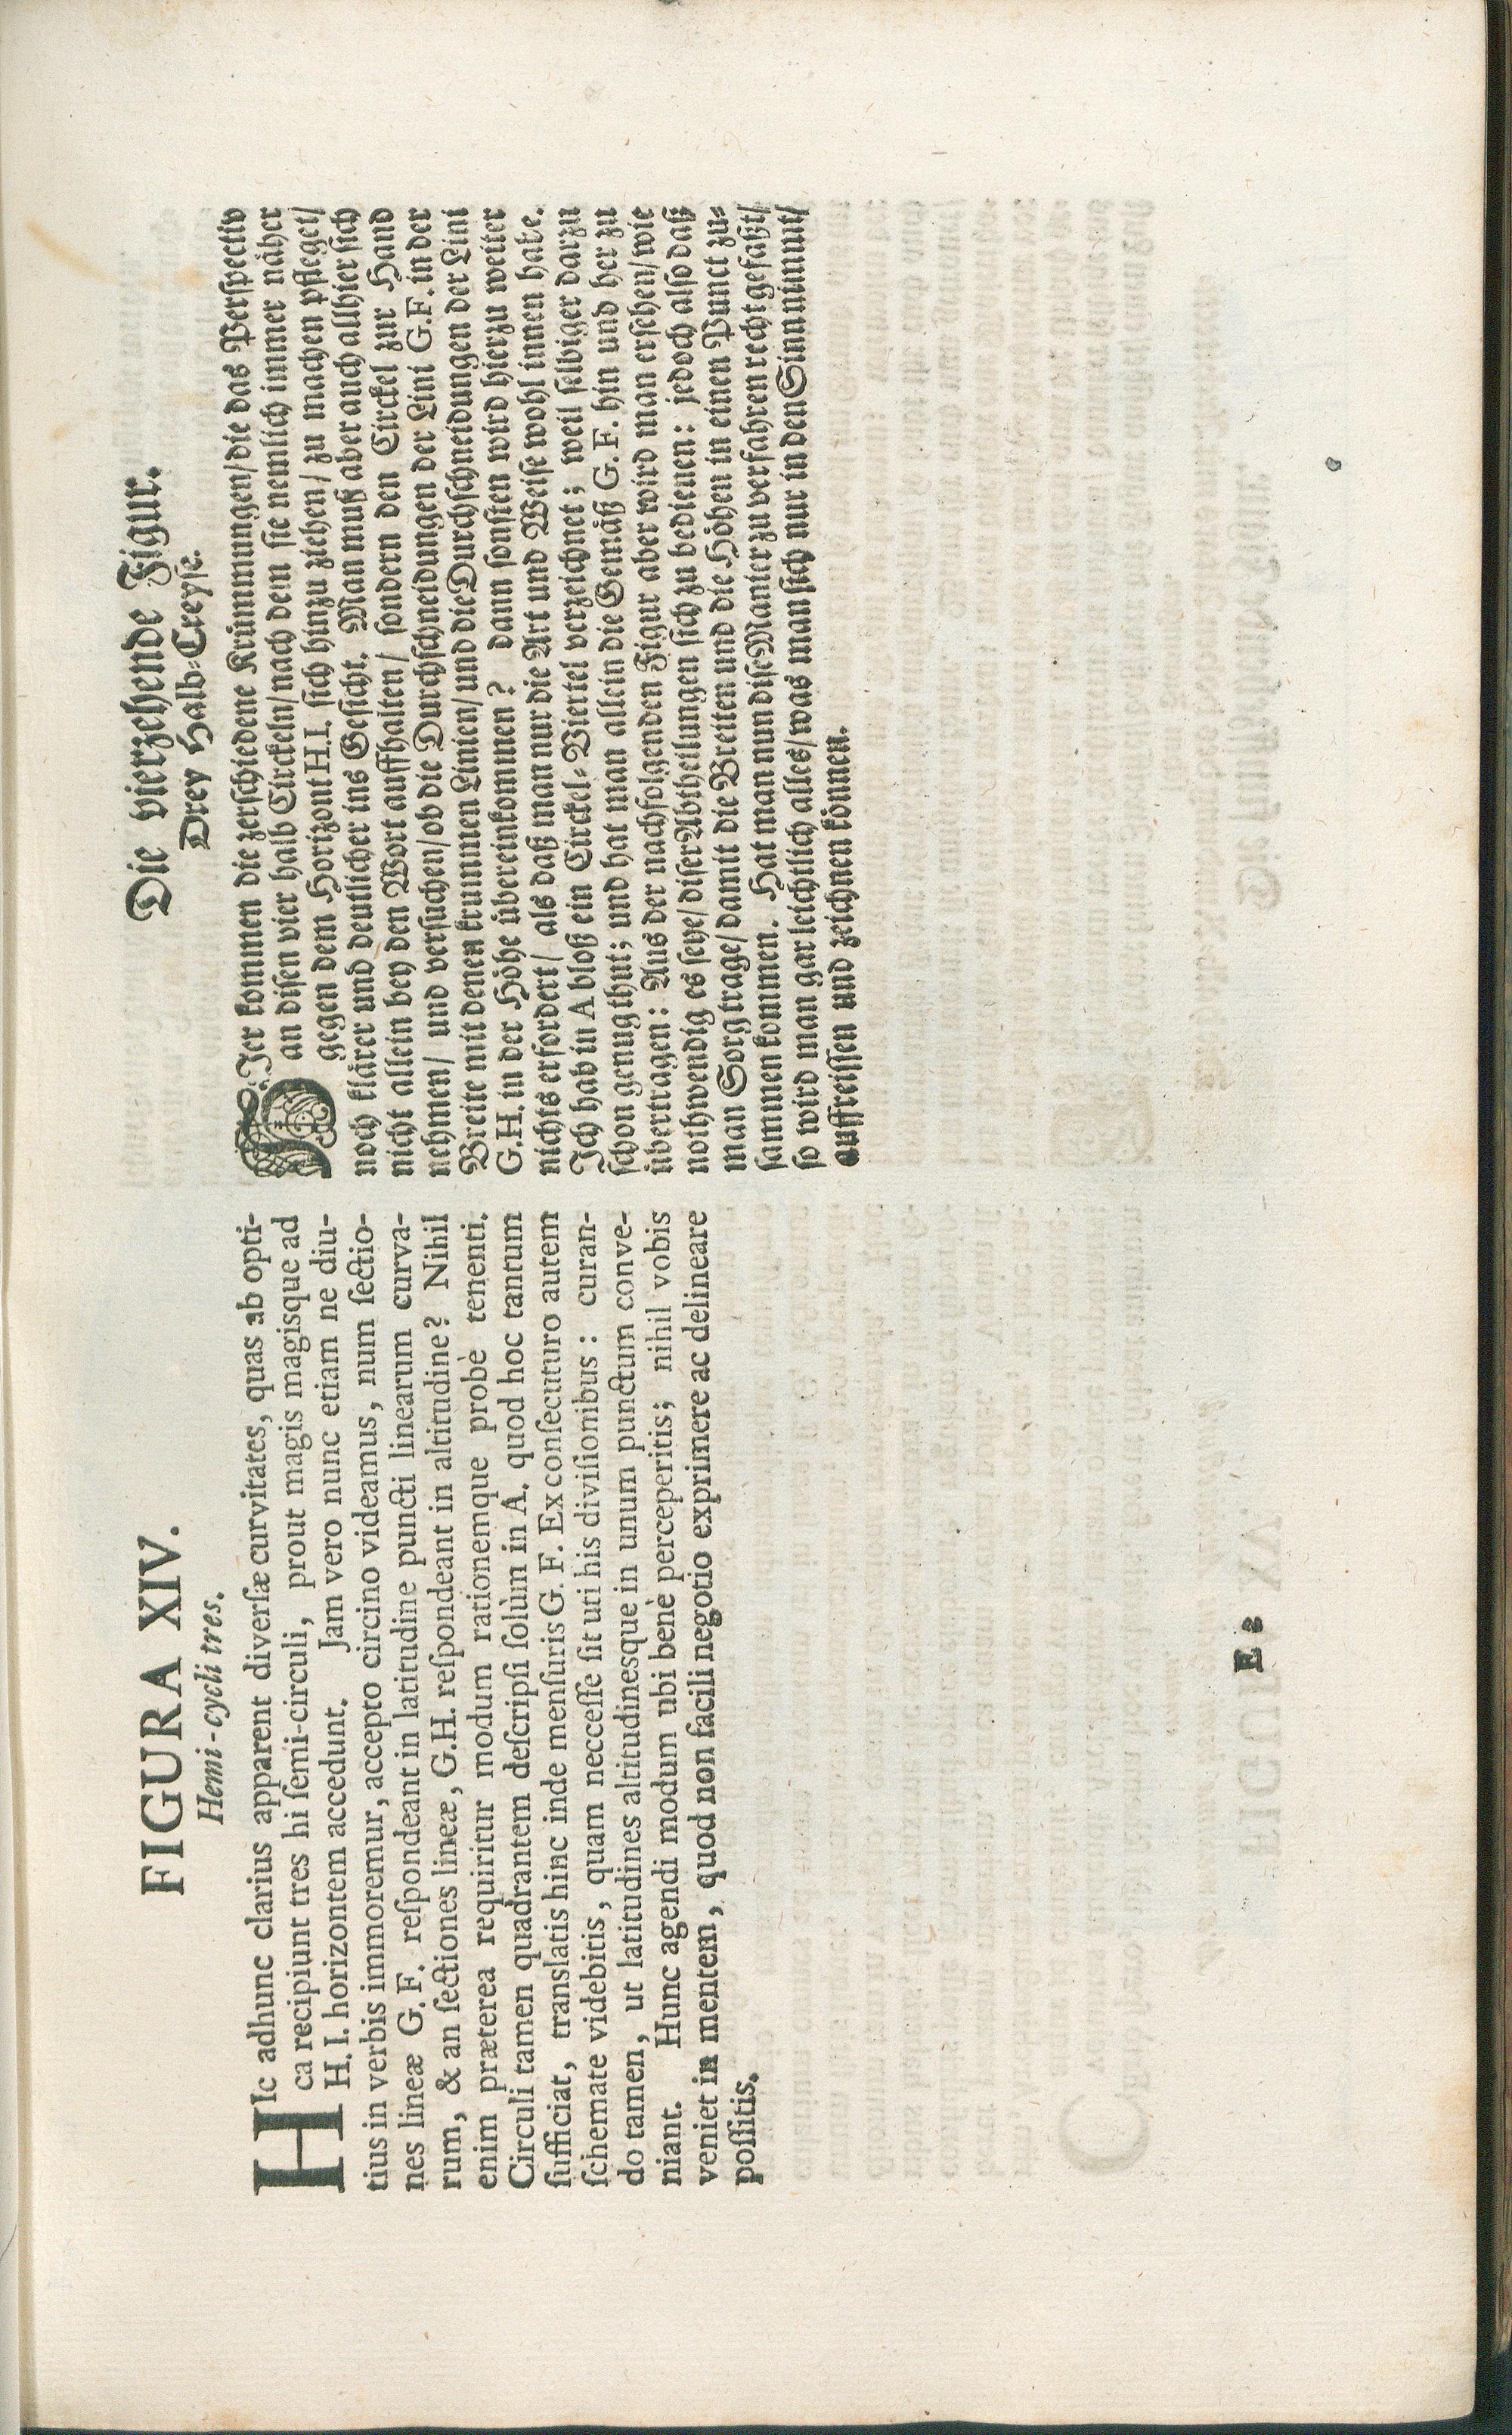 FIGURA XIV.
Hemi-cycli tres.
HIc adhunc clarius apparent diverſæ curvitates, quas ab opti-
ca recipiunt tres hi ſemi-circuli, prout magis magisque ad
H. I. horizontem accedunt. Jam vero nunc etiam ne diu-
tius in verbis immoremur, accepto circino videamus, num ſectio-
nes lineæ G. F. reſpondeant in latitudine puncti linearum curva-
rum, & an ſectiones lineæ, G.H. reſpondeant in altitudine? Nihil
enim præterea requiritur modum rationemque probè tenenti.
Circuli tamen quadrantem deſcripſi ſolùm in A. quod hoc tantum
ſufficiat, translatis hinc inde menſuris G. F. Ex conſecuturo autem
ſchemate videbitis, quam neceſſe ſit uti his diviſionibus: curan-
do tamen, ut latitudines altitudinesque in unum punctum conve-
niant. Hunc agendi modum ubi benè perceperitis; nihil vobis
veniet in mentem, quod non facili negotio exprimere ac delineare
poſſitis.
Die vierzehende Figur.
Drey Halb-Creyſe.
HIer kommen die zerſchiedene Krümmungen/die das Perſpectiv
an diſen vier halb Circkeln/nach dem ſie nemlich immer näher
gegen dem Horizont H.I. ſich hinzu ziehen/ zu machen pfleget/
noch klärer und deutlicher ins Geſicht. Man muß aber auch allhier ſich
nicht allein bey den Wort auffhalten/ ſondern den Circkel zur Hand
nehmen/ und verſuchen/ob die Durchſchneidungen der Lini G.F. in der
Breite mit denen krummen Linien/ und die Durchſchneidungen der Lini
G.H. in der Höhe übereinkommen? dann ſonſten wird hierzu weiter
nichts erfordert/ als daß man nur die Art und Weiſe wohl innen habe.
Ich hab in A bloß ein Circkel-Viertel verzeichnet; weil ſelbiger darzu
ſchon genug thut; und hat man allein die Gemäß G.F. hin und her zu
übertragen: Aus der nachfolgenden Figur aber wird man erſehen/wie
nothwendig es ſeye/diſer Abtheilungen ſich zu bedienen: jedoch alſo daß
man Sorg trage/damit die Breiten und die Höhen in einen Punct zu-
ſammen kommen. Hat man nun diſe Manier zu verfahren recht gefaßt/
ſo wird man gar leichtlich alles/was man ſich nur in den Sinn nimmt/
auffreiſſen und zeichnen können.
E 2